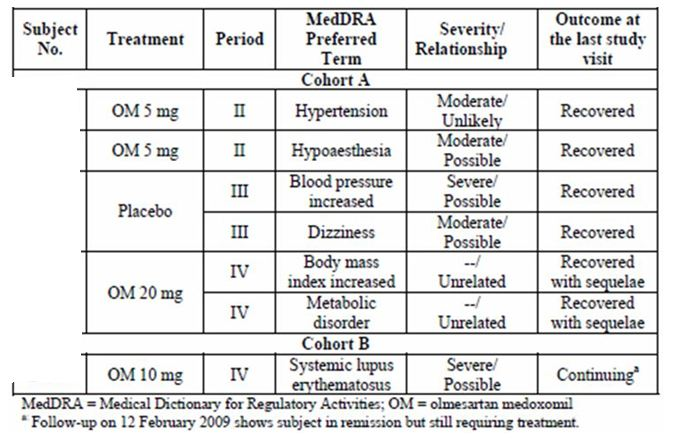 Subject No. Treatment Period MedDRA Preferred Term Severity/ Relationship Outcome at the last study visit
Cohort A
OM 5 mg II Hypertension Moderate/ Unlikely Recovered
OM 5 mg II Hypoaesthesia Moderate/ Possible Recovered
Placebo III Blood pressure increased Severe/ Possible Recovered
III Dizziness Moderate/ Possible Recovered
OM 20 mg IV Body mass index increased --/ Unrelated Recovered with sequelae
IV Metabolic disorder --/ Unrelated Recovered with sequelae
Cohort B
OM 10 mg IV Systemic lupus erythematosus Severe/ Possible Continuingª
MedDRA = Medical Dictionary for Regulatory Activities; OM = olmesartan medoxomil
ª Follow-up on 12 February 2009 shows subject in remission but still requiring treatment.